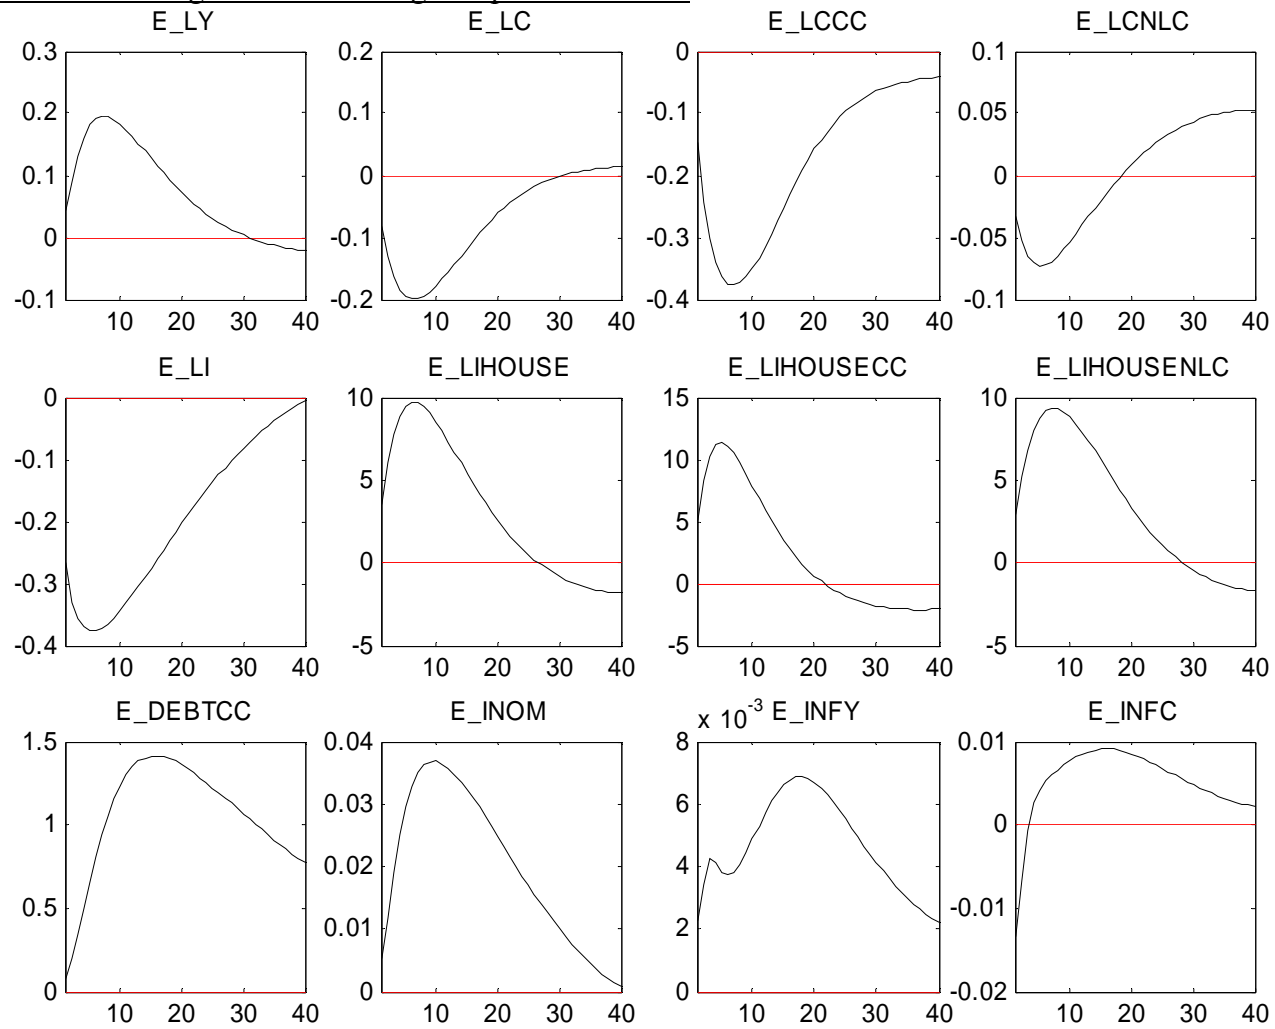 E_LY E_LC E_LCCC E_LCNLC
0.3 0.2 0 0.1
0.2 0.1 -0.1 0.05
0.1 0 -0.2 0
0 -0.1 -0.3 -0.05
-0.1 -0.2 -0.4 -0.1
10 20 30 40 10 20 30 40 10 20 30 40 10 20 30 40
E_LI E_LIHOUSE E_LIHOUSECC E_LIHOUSENLC
0 10 15 10
-0.1 5 10 5
-0.2 0 5 0
-0.3 0
-0.4 -5 -5 -5
10 20 30 40 10 20 30 40 10 20 30 40 10 20 30 40
E_DEBTCC E_INOM x 10-3 E_INFY E_INFC
1.5 0.04 8 0.01
1 0.03 6 0
0.5 0.02 4 -0.01
0.01 2
0 0 0 -0.02
10 20 30 40 10 20 30 40 10 20 30 40 10 20 30 40